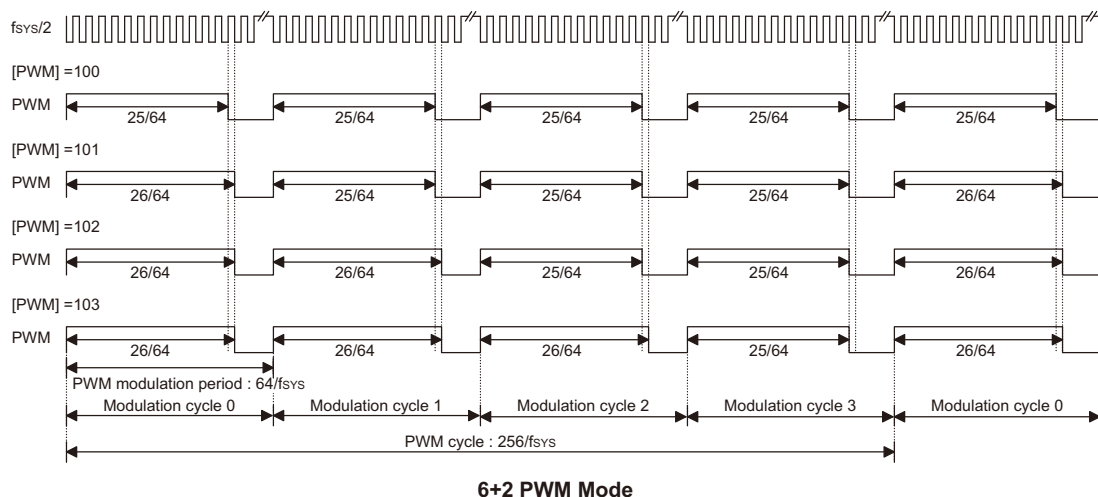 fSYS/2
[PWM] =100
PWM
25/64 25/64 25/64 25/64 25/64
[PWM] =101
PWM
26/64 25/64 25/64 25/64 26/64
[PWM] =102
PWM
26/64 26/64 25/64 25/64 26/64
[PWM] =103
PWM
26/64 26/64 26/64 25/64 26/64
PWM modulation period : 64/fSYS
Modulation cycle 0 Modulation cycle 1 Modulation cycle 2 Modulation cycle 3 Modulation cycle 0
PWM cycle : 256/fSYS
6+2 PWM Mode